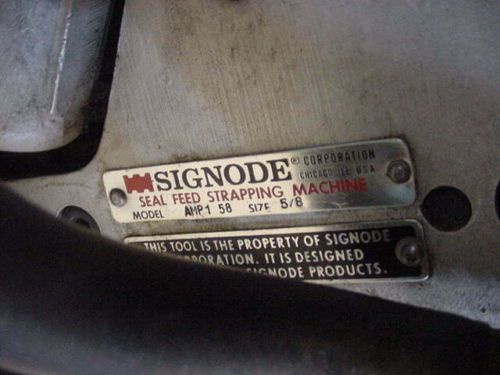 SIGNODE® CORPORATION
CHICAGO, ILL. U.S.A.
SEAL FEED STRAPPING MACHINE
MODEL AMP1 58 SIZE 5/8
THIS TOOL IS THE PROPERTY OF SIGNODE
CORPORATION. IT IS DESIGNED
SIGNODE PRODUCTS.